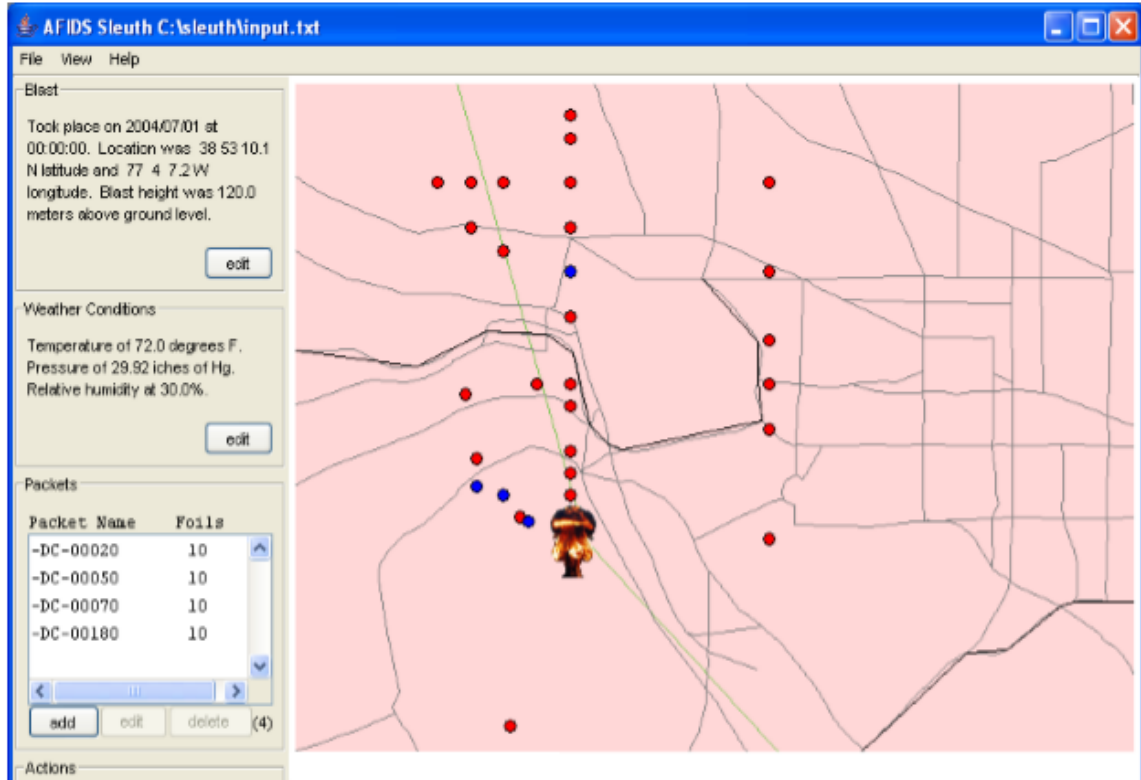 AFIDS Sleuth C:\sleuth\input.txt
File View Help
Blast
Took place on 2004/07/01 at
00:00:00. Location was 38 53 10.1
N latitude and 77 4 7.2 W
longitude. Blast height was 120.0
meters above ground level.
edit
Weather Conditions
Temperature of 72.0 degrees F.
Pressure of 29.92 iches of Hg.
Relative humidity at 30.0%.
edit
Packets
Packet Name Foils
-DC-00020 10
-DC-00050 10
-DC-00070 10
-DC-00180 10
add edit delete (4)
Actions